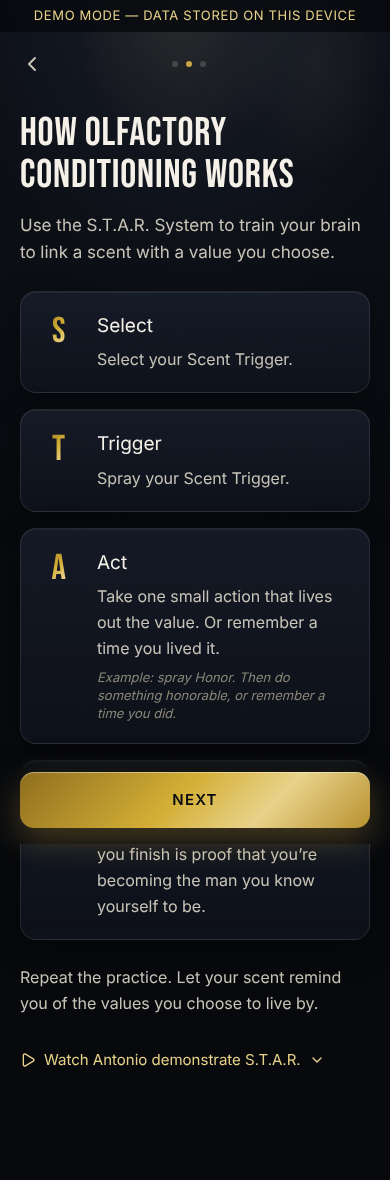 DEMO MODE — DATA STORED ON THIS DEVICE
HOW OLFACTORY
CONDITIONING WORKS
Use the S.T.A.R. System to train your brain
to link a scent with a value you choose.
S
Select
Select your Scent Trigger.
T
Trigger
Spray your Scent Trigger.
A
Act
Take one small action that lives
out the value. Or remember a
time you lived it.
Example: spray Honor. Then do
something honorable, or remember a
time you did.
NEXT
you finish is proof that you’re
becoming the man you know
yourself to be.
Repeat the practice. Let your scent remind
you of the values you choose to live by.
Watch Antonio demonstrate S.T.A.R.